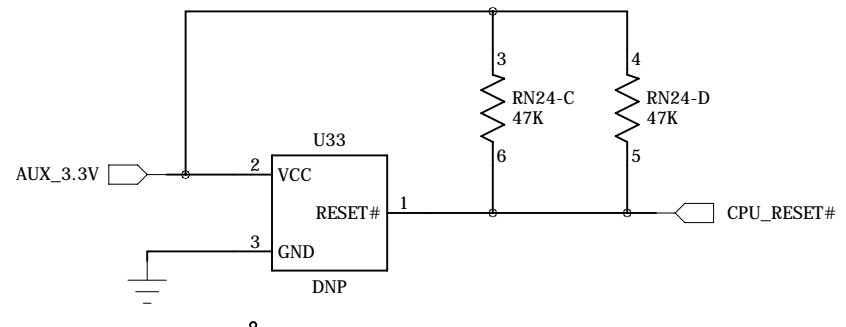 3
4
RN24-C
47K
RN24-D
47K
6
5
U33
AUX_3.3V
2
VCC
RESET#
1
CPU_RESET#
3
GND
DNP